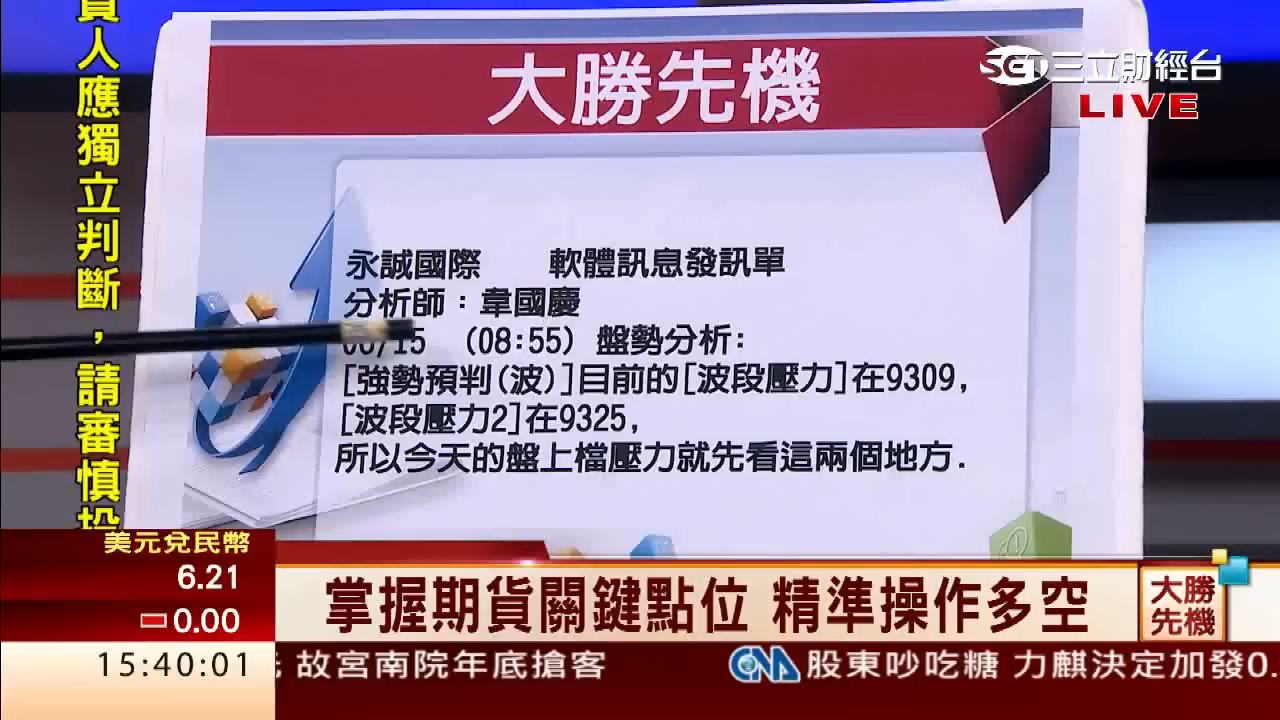 人應獨立判斷，請審慎投
大勝先機
SET三立財經台
LIVE
永誠國際 軟體訊息發訊單
分析師：韋國慶
06/15 (08:55) 盤勢分析:
[強勢預判(波)]目前的[波段壓力]在9309,
[波段壓力2]在9325,
所以今天的盤上檔壓力就先看這兩個地方.
美元兌民幣
6.21
0.00
15:40:01
掌握期貨關鍵點位 精準操作多空
大勝
先機
故宮南院年底搶客 CNA 股東吵吃糖 力麒決定加發0.